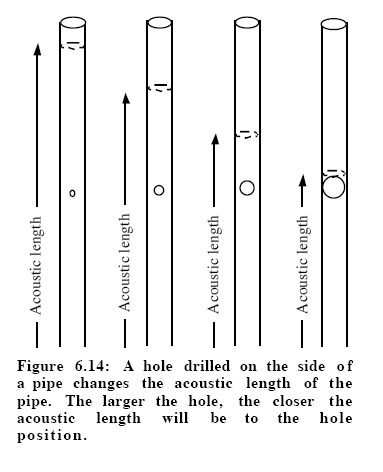 Acoustic length
Acoustic length
Acoustic length
Acoustic length
Figure 6.14: A hole drilled on the side of
a pipe changes the acoustic length of the
pipe. The larger the hole, the closer the
acoustic length will be to the hole
position.